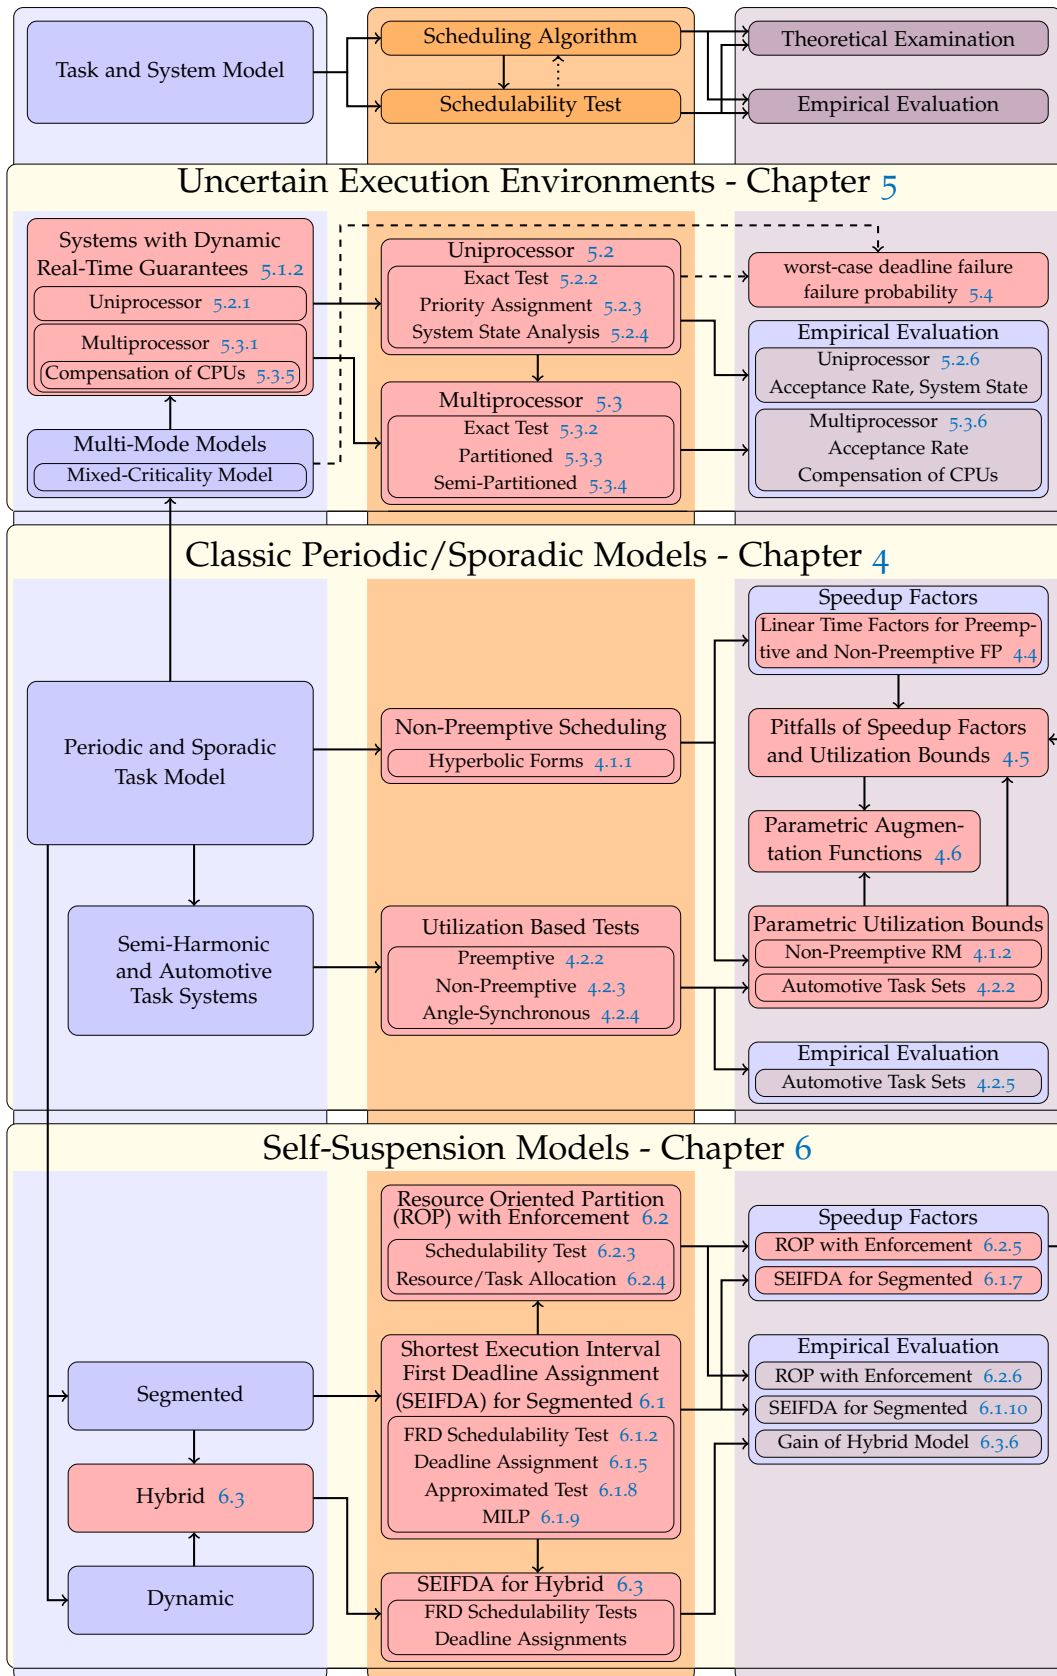 Task and System Model
Scheduling Algorithm
Schedulability Test
Theoretical Examination
Empirical Evaluation
Uncertain Execution Environments - Chapter 5
Systems with Dynamic
Real-Time Guarantees 5.1.2
Uniprocessor 5.2.1
Multiprocessor 5.3.1
Compensation of CPUs 5.3.5
Multi-Mode Models
Mixed-Criticality Model
Uniprocessor 5.2
Exact Test 5.2.2
Priority Assignment 5.2.3
System State Analysis 5.2.4
Multiprocessor 5.3
Exact Test 5.3.2
Partitioned 5.3.3
Semi-Partitioned 5.3.4
worst-case deadline failure
failure probability 5.4
Empirical Evaluation
Uniprocessor 5.2.6
Acceptance Rate, System State
Multiprocessor 5.3.6
Acceptance Rate
Compensation of CPUs
Classic Periodic/Sporadic Models - Chapter 4
Periodic and Sporadic
Task Model
Semi-Harmonic
and Automotive
Task Systems
Non-Preemptive Scheduling
Hyperbolic Forms 4.1.1
Utilization Based Tests
Preemptive 4.2.2
Non-Preemptive 4.2.3
Angle-Synchronous 4.2.4
Speedup Factors
Linear Time Factors for Preemp-
tive and Non-Preemptive FP 4.4
Pitfalls of Speedup Factors
and Utilization Bounds 4.5
Parametric Augmen-
tation Functions 4.6
Parametric Utilization Bounds
Non-Preemptive RM 4.1.2
Automotive Task Sets 4.2.2
Empirical Evaluation
Automotive Task Sets 4.2.5
Self-Suspension Models - Chapter 6
Segmented
Hybrid 6.3
Dynamic
Resource Oriented Partition
(ROP) with Enforcement 6.2
Schedulability Test 6.2.3
Resource/Task Allocation 6.2.4
Shortest Execution Interval
First Deadline Assignment
(SEIFDA) for Segmented 6.1
FRD Schedulability Test 6.1.2
Deadline Assignment 6.1.5
Approximated Test 6.1.8
MILP 6.1.9
SEIFDA for Hybrid 6.3
FRD Schedulability Tests
Deadline Assignments
Speedup Factors
ROP with Enforcement 6.2.5
SEIFDA for Segmented 6.1.7
Empirical Evaluation
ROP with Enforcement 6.2.6
SEIFDA for Segmented 6.1.10
Gain of Hybrid Model 6.3.6